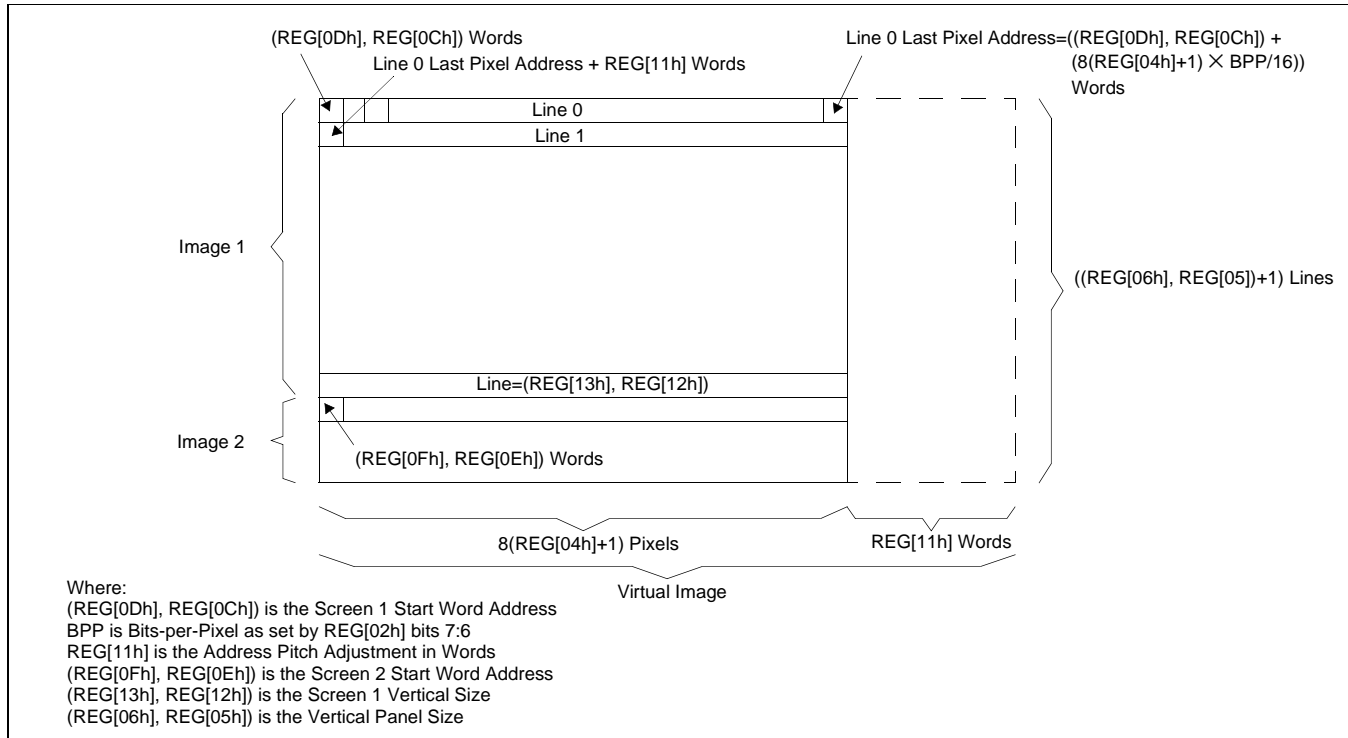 (REG[0Dh], REG[0Ch]) Words
Line 0 Last Pixel Address=((REG[0Dh], REG[0Ch]) +
(8(REG[04h]+1) × BPP/16))
Words
Line 0 Last Pixel Address + REG[11h] Words
Line 0
Line 1
Image 1
((REG[06h], REG[05])+1) Lines
Line=(REG[13h], REG[12h])
Image 2
(REG[0Fh], REG[0Eh]) Words
8(REG[04h]+1) Pixels
REG[11h] Words
Virtual Image
Where:
(REG[0Dh], REG[0Ch]) is the Screen 1 Start Word Address
BPP is Bits-per-Pixel as set by REG[02h] bits 7:6
REG[11h] is the Address Pitch Adjustment in Words
(REG[0Fh], REG[0Eh]) is the Screen 2 Start Word Address
(REG[13h], REG[12h]) is the Screen 1 Vertical Size
(REG[06h], REG[05h]) is the Vertical Panel Size